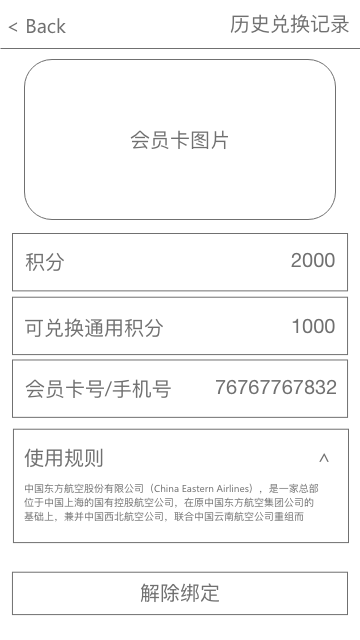 < Back 历史兑换记录
会员卡图片
积分 2000
可兑换通用积分 1000
会员卡号/手机号 76767767832
使用规则 ^
中国东方航空股份有限公司（China Eastern Airlines），是一家总部
位于中国上海的国有控股航空公司，在原中国东方航空集团公司的
基础上，兼并中国西北航空公司，联合中国云南航空公司重组而
解除绑定